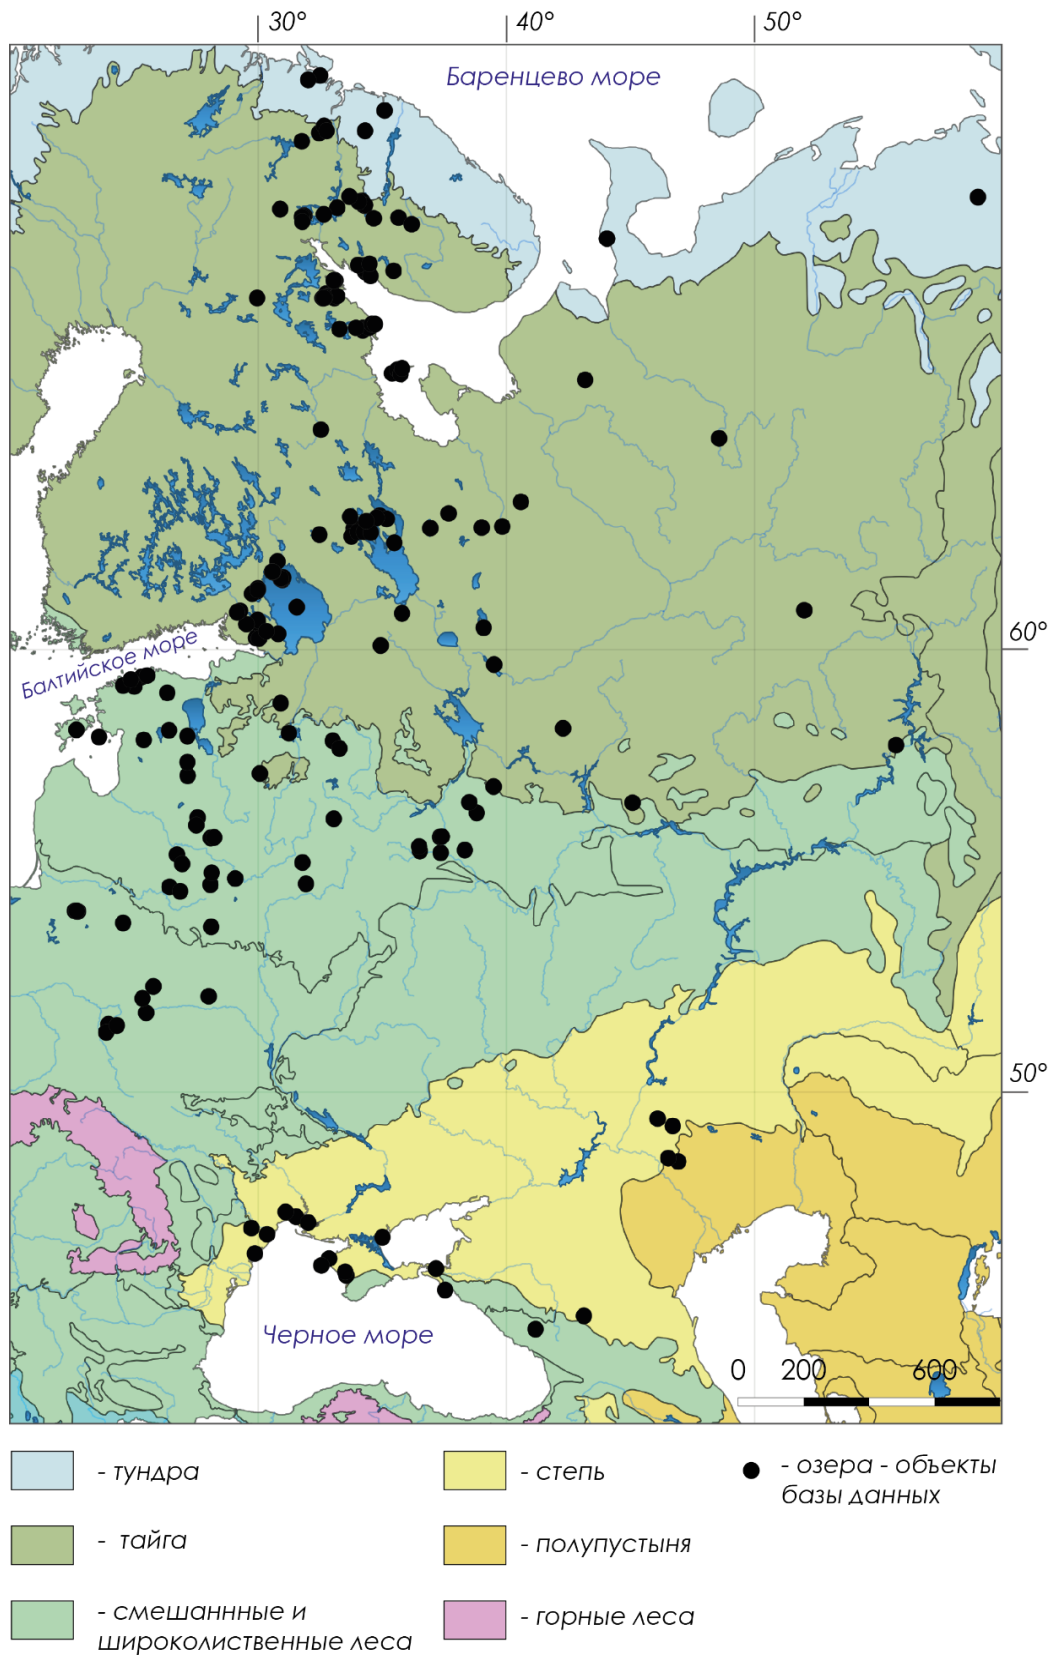 30° 40° 50°
Баренцево море
60°
Балтийское море
50°
Черное море
0 200 600
- тундра
- степь
- озера - объекты
базы данных
- тайга
- полупустыня
- смешаннные и
широколиственные леса
- горные леса